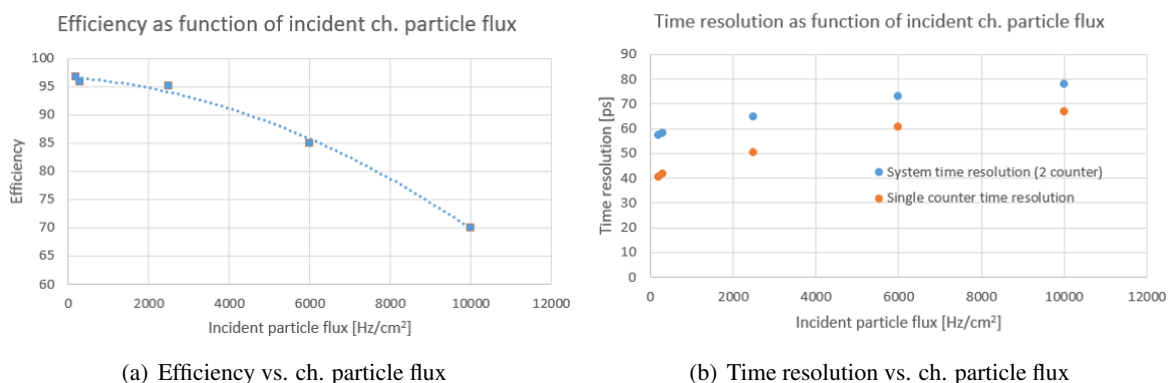 Efficiency as function of incident ch. particle flux
100
95
90
85
80
75
70
65
60
Efficiency
0 2000 4000 6000 8000 10000 12000
Incident particle flux [Hz/cm²]
(a) Efficiency vs. ch. particle flux
Time resolution as function of incident ch. particle flux
90
80
70
60
50
40
30
20
10
0
Time resolution [ps]
System time resolution (2 counter)
Single counter time resolution
0 2000 4000 6000 8000 10000 12000
Incident particle flux [Hz/cm²]
(b) Time resolution vs. ch. particle flux